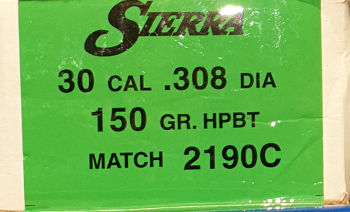 SIERRA
30 CAL .308 DIA
150 GR. HPBT
MATCH 2190C